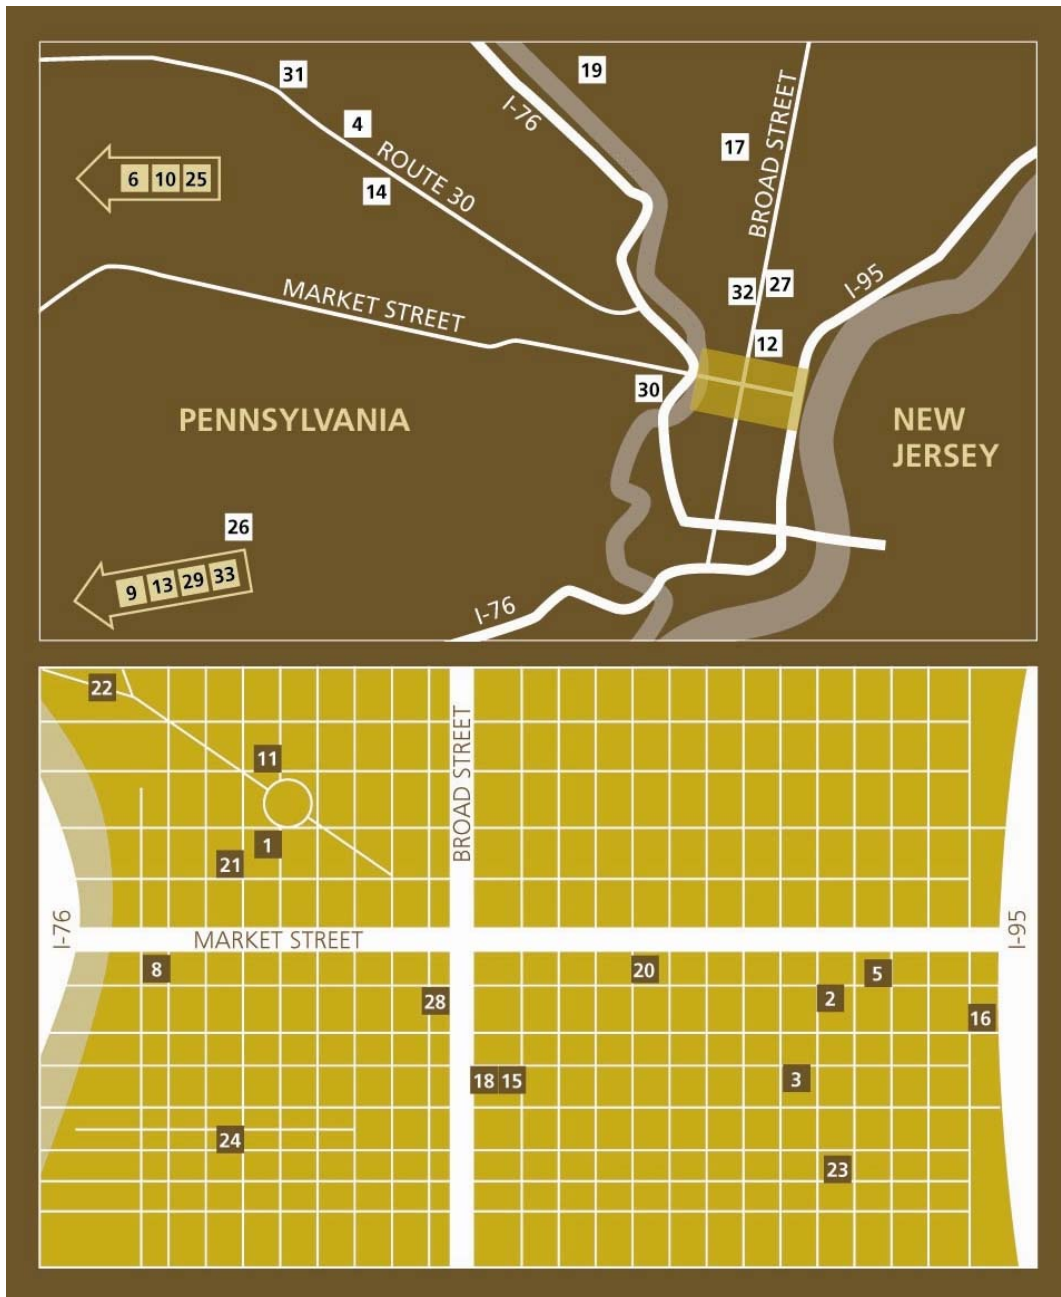 31
19
I-76
BROAD STREET
4
17
ROUTE 30
6 10 25
14
I-95
32
27
MARKET STREET
12
30
PENNSYLVANIA
NEW
JERSEY
26
9 13 29 33
I-76
22
11
BROAD STREET
1
21
I-76
MARKET STREET
I-95
8
20
5
28
2
16
18 15
3
24
23